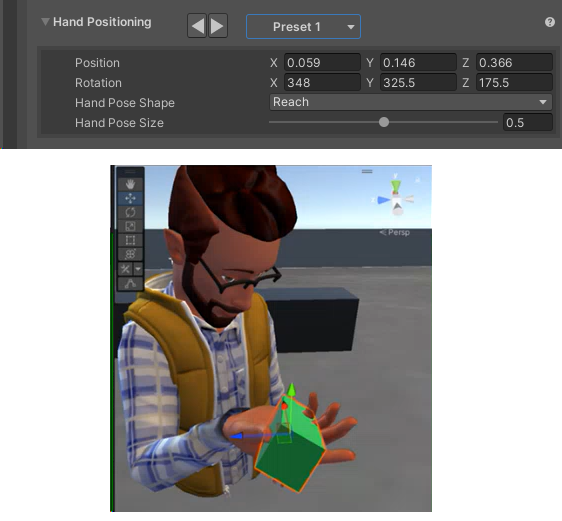 Hand Positioning
Preset 1
Position X 0.059 Y 0.146 Z 0.366
Rotation X 348 Y 325.5 Z 175.5
Hand Pose Shape Reach
Hand Pose Size 0.5
Persp